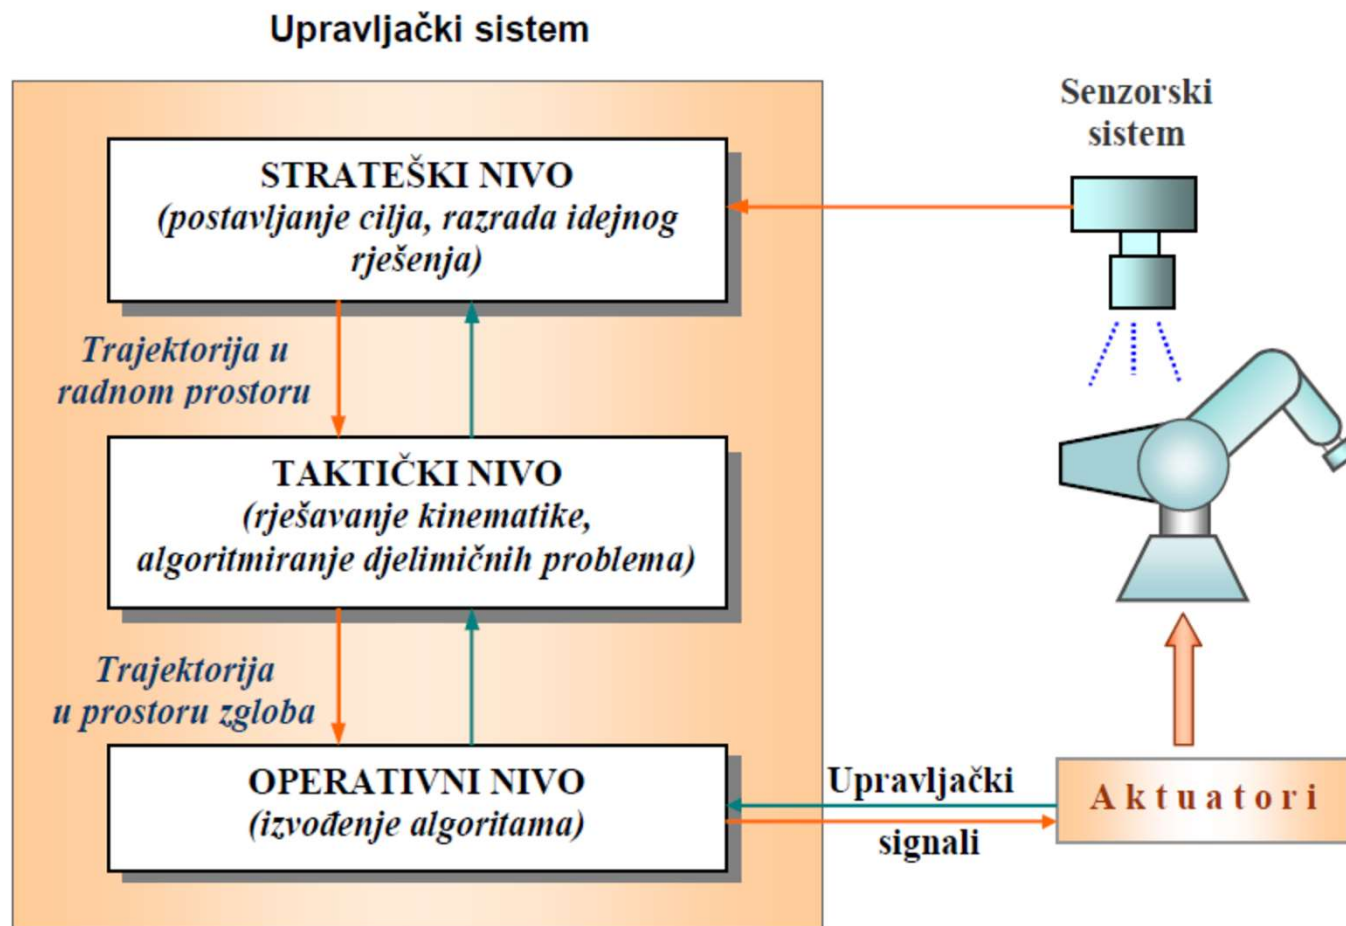 Upravljački sistem
Senzorski
sistem
STRATEŠKI NIVO
(postavljanje cilja, razrada idejnog
rješenja)
Trajektorija u
radnom prostoru
TAKTIČKI NIVO
(rješavanje kinematike,
algoritmiranje djelimičnih problema)
Trajektorija
u prostoru zgloba
OPERATIVNI NIVO
(izvođenje algoritama)
Upravljački
signali
Aktuatori